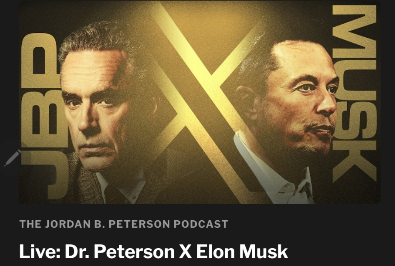 JBP
X
MUSK
THE JORDAN B. PETERSON PODCAST
Live: Dr. Peterson X Elon Musk